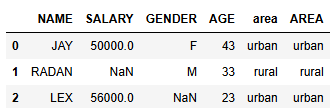 NAME SALARY GENDER AGE area AREA
0 JAY 50000.0 F 43 urban urban
1 RADAN NaN M 33 rural rural
2 LEX 56000.0 NaN 23 urban urban